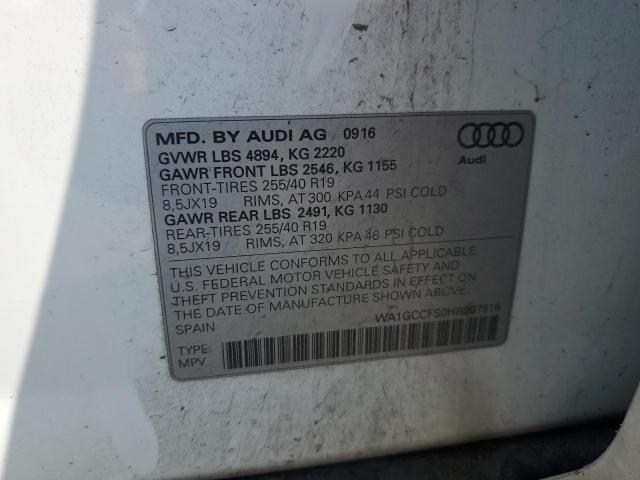 MFD. BY AUDI AG 0916
GVWR LBS 4894, KG 2220
GAWR FRONT LBS 2546, KG 1155
FRONT-TIRES 255/40 R19
8,5JX19 RIMS, AT 300 KPA 44 PSI COLD
GAWR REAR LBS 2491, KG 1130
REAR-TIRES 255/40 R19
8,5JX19 RIMS, AT 320 KPA 46 PSI COLD
Audi
THIS VEHICLE CONFORMS TO ALL APPLICABLE
U.S. FEDERAL MOTOR VEHICLE SAFETY AND
THEFT PREVENTION STANDARDS IN EFFECT ON
THE DATE OF MANUFACTURE SHOWN ABOVE.
SPAIN
WA1GCCFS0HR007516
TYPE:
MPV